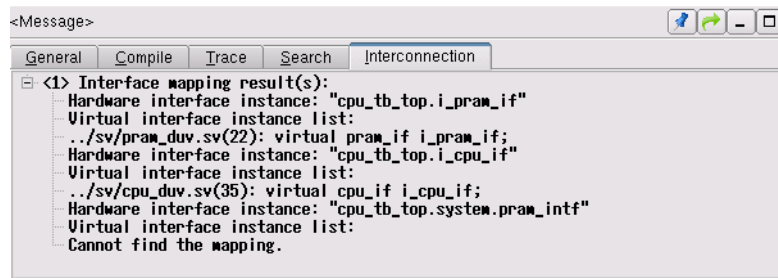 <Message>
General Compile Trace Search Interconnection
<1> Interface mapping result(s):
Hardware interface instance: "cpu_tb_top.i_pram_if"
Virtual interface instance list:
../sv/pram_duv.sv(22): virtual pram_if i_pram_if;
Hardware interface instance: "cpu_tb_top.i_cpu_if"
Virtual interface instance list:
../sv/cpu_duv.sv(35): virtual cpu_if i_cpu_if;
Hardware interface instance: "cpu_tb_top.system.pram_intf"
Virtual interface instance list:
Cannot find the mapping.